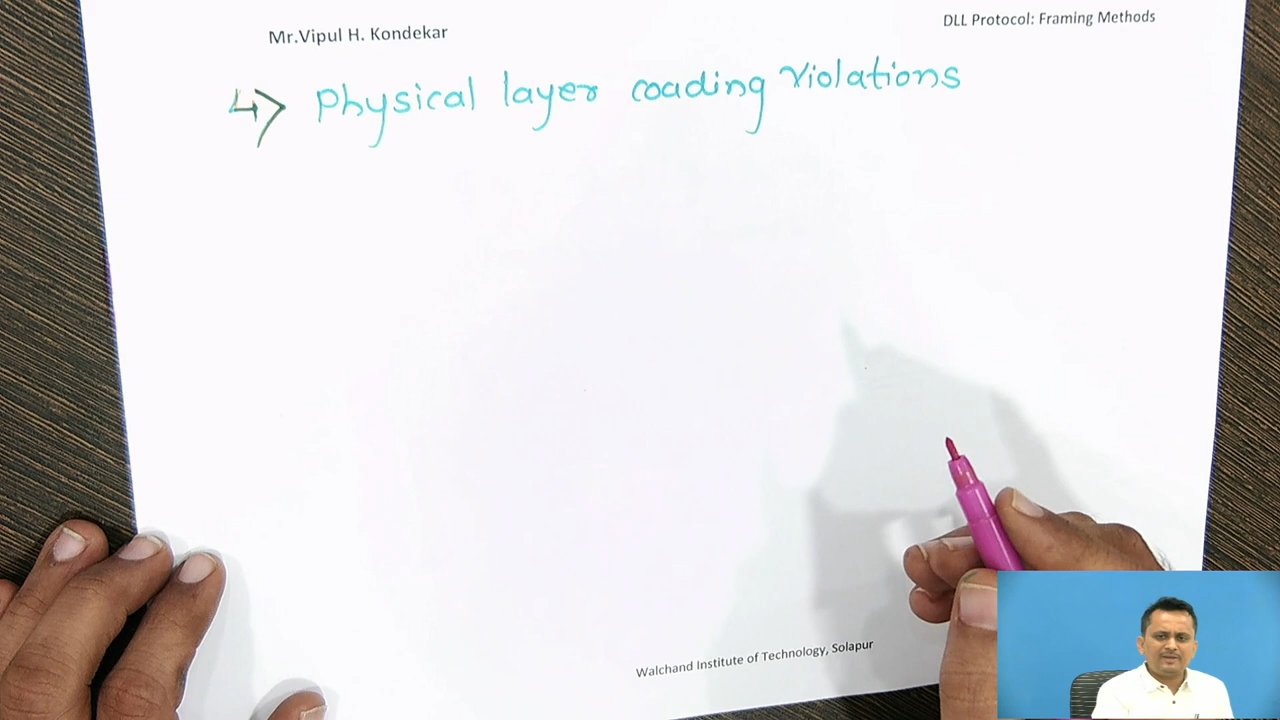 Mr.Vipul H. Kondekar
DLL Protocol: Framing Methods
4> Physical layer coading violations
Walchand Institute of Technology, Solapur